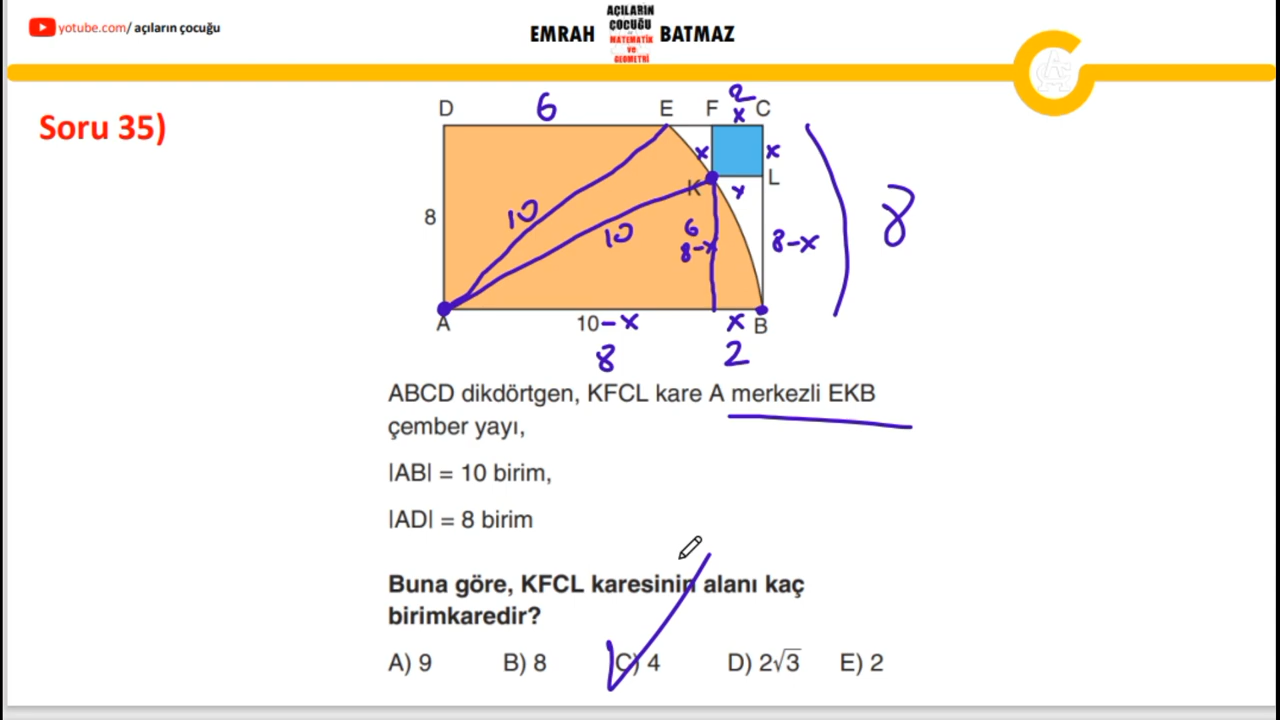 yotube.com/ açıların çocuğu
EMRAH AÇILARIN ÇOCUĞU MATEMATİK ve GEOMETRİ BATMAZ
Soru 35)
D 6 E F 2 C
x
x x
K x L
8 10 10 6 8-x 8-x 8
A 10-x x B
8 2
ABCD dikdörtgen, KFCL kare A merkezli EKB
çember yayı,
|AB| = 10 birim,
|AD| = 8 birim
Buna göre, KFCL karesinin alanı kaç
birimkaredir?
A) 9 B) 8 C) 4 D) 2√3 E) 2